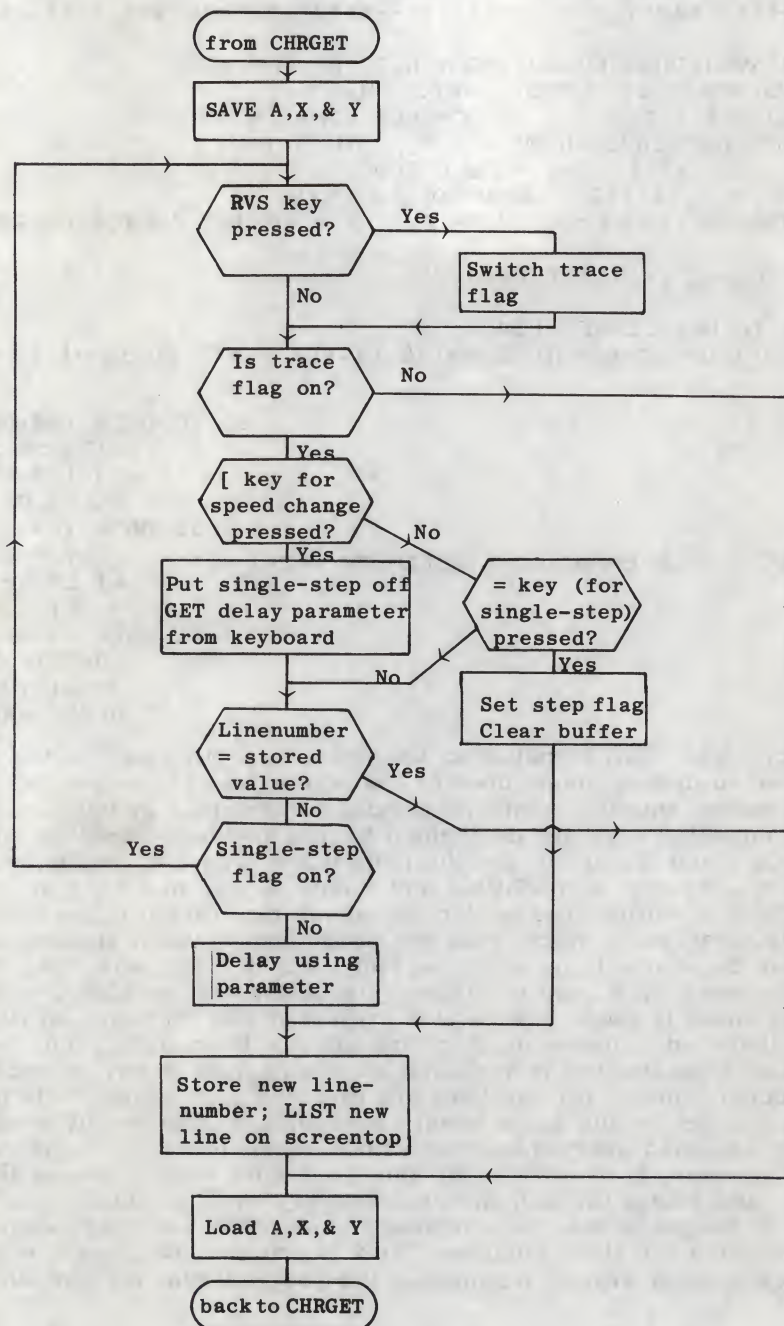 from CHRGET
SAVE A,X,& Y
RVS key
pressed?
Yes
Switch trace
flag
No
Is trace
flag on?
No
Yes
[ key for
speed change
pressed?
No
Yes
Put single-step off
GET delay parameter
from keyboard
= key (for
single-step)
pressed?
No
Yes
Set step flag
Clear buffer
Linenumber
= stored
value?
Yes
No
Yes
Single-step
flag on?
No
Delay using
parameter
Store new line-
number; LIST new
line on screentop
Load A,X,& Y
back to CHRGET